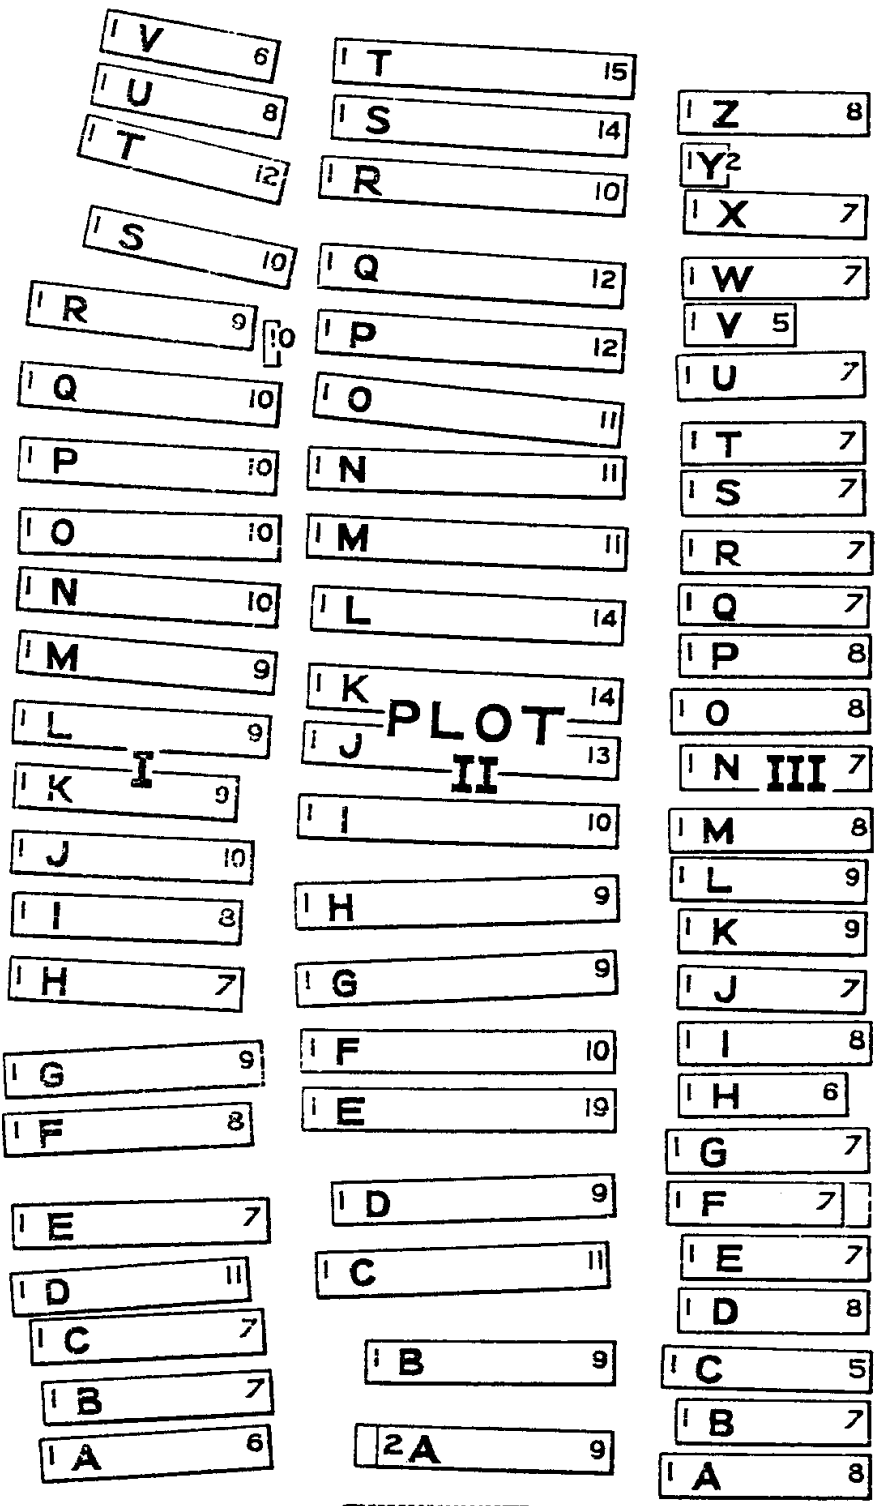 1 V 6
1 U 8
1 T 12
1 S 10
1 R 9
10
1 Q 10
1 P 10
1 O 10
1 N 10
1 M 9
1 L 9
I
1 K 9
1 J 10
1 I 8
1 H 7
1 G 9
1 F 8
1 E 7
1 D 11
1 C 7
1 B 7
1 A 6
1 T 15
1 S 14
1 R 10
1 Q 12
1 P 12
1 O 11
1 N 11
1 M 11
1 L 14
1 K 14
PLOT
1 J 13
II
1 I 10
1 H 9
1 G 9
1 F 10
1 E 19
1 D 9
1 C 11
1 B 9
2 A 9
1 Z 8
1 Y 2
1 X 7
1 W 7
1 V 5
1 U 7
1 T 7
1 S 7
1 R 7
1 Q 7
1 P 8
1 O 8
1 N III 7
1 M 8
1 L 9
1 K 9
1 J 7
1 I 8
1 H 6
1 G 7
1 F 7
1 E 7
1 D 8
1 C 5
1 B 7
1 A 8